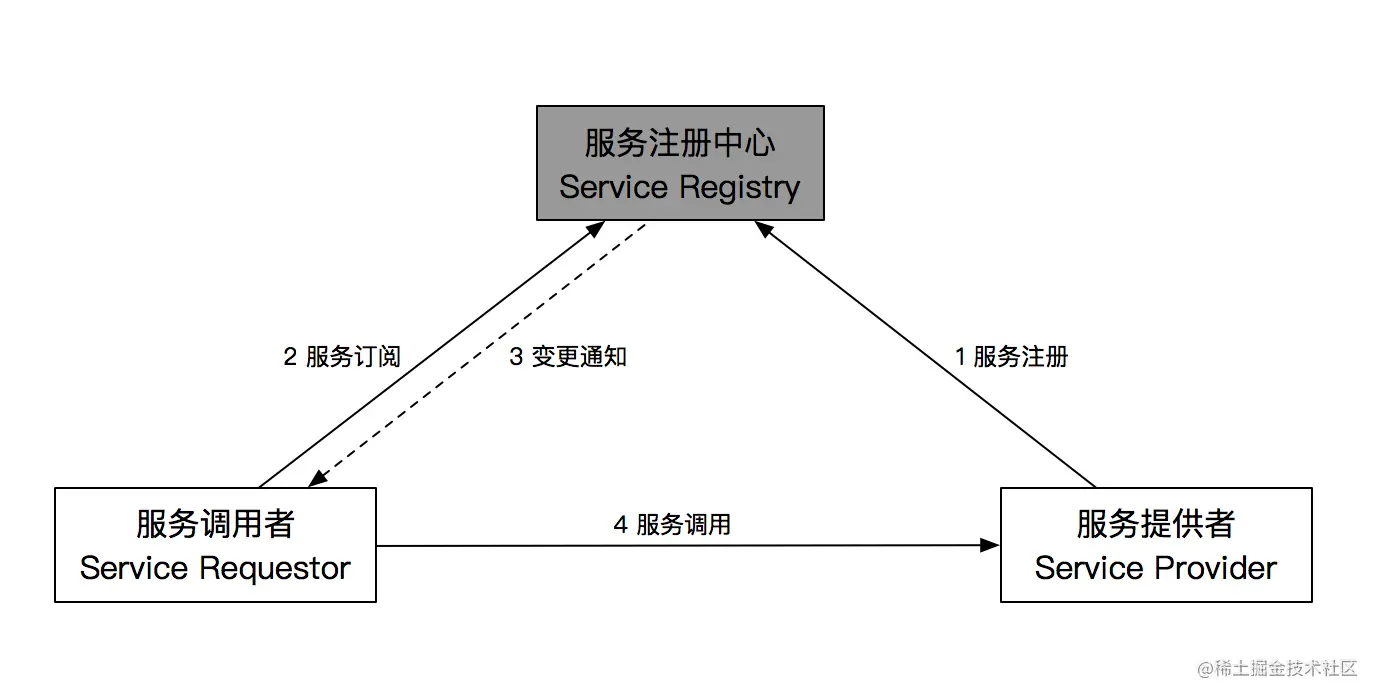 服务注册中心
Service Registry
2 服务订阅
3 变更通知
1 服务注册
服务调用者
Service Requestor
4 服务调用
服务提供者
Service Provider
@稀土掘金技术社区